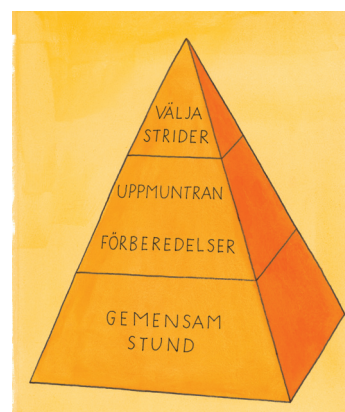 VÄLJA
STRIDER
UPPMUNTRAN
FÖRBEREDELSER
GEMENSAM
STUND